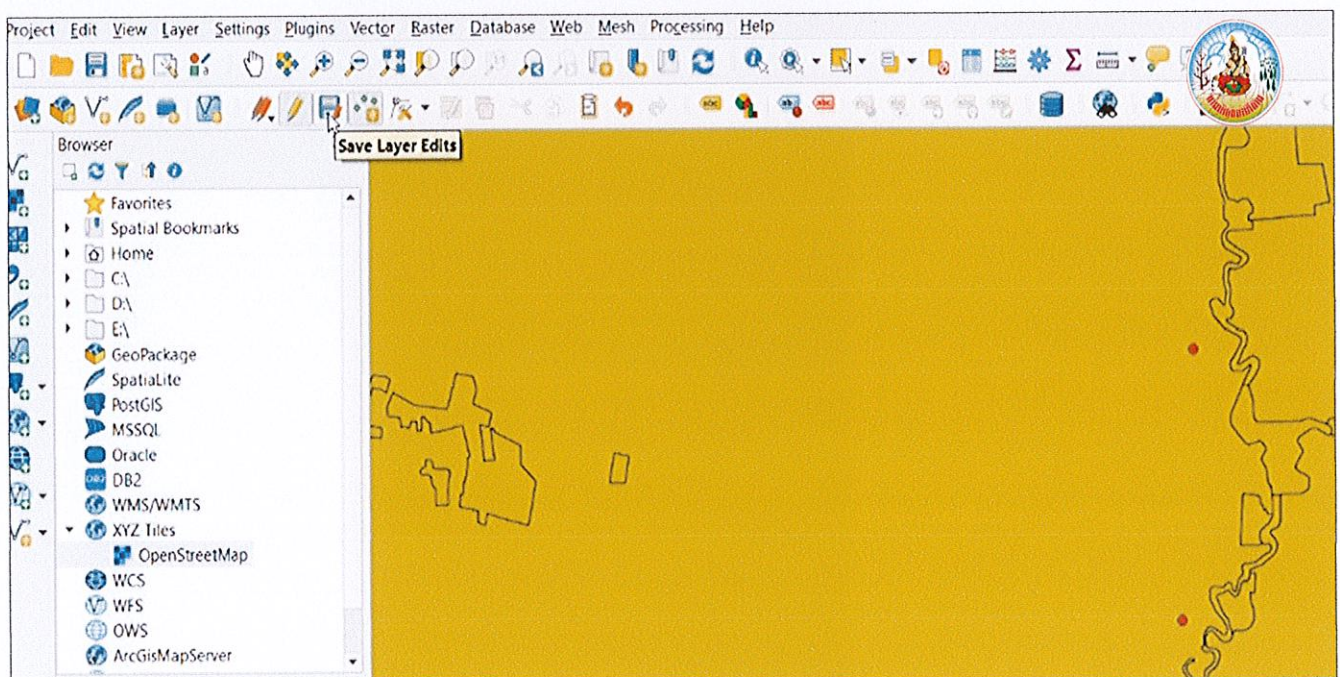 Project Edit View Layer Settings Plugins Vector Raster Database Web Mesh Processing Help
Save Layer Edits
Browser
Favorites
Spatial Bookmarks
Home
C:\
D:\
E:\
GeoPackage
SpatiaLite
PostGIS
MSSQL
Oracle
DB2
WMS/WMTS
XYZ Tiles
OpenStreetMap
WCS
WFS
OWS
ArcGisMapServer